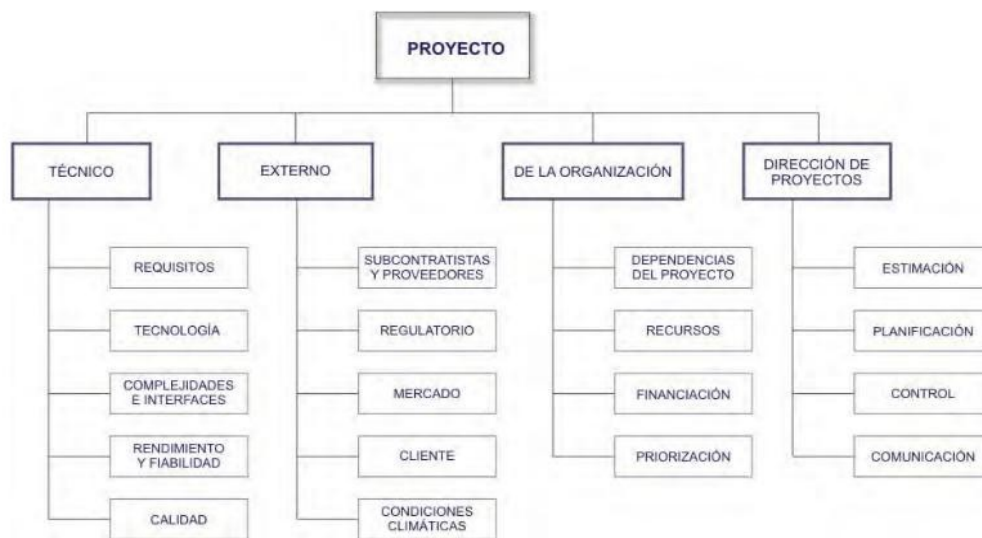 PROYECTO
TÉCNICO
EXTERNO
DE LA ORGANIZACIÓN
DIRECCIÓN DE
PROYECTOS
REQUISITOS
TECNOLOGÍA
COMPLEJIDADES
E INTERFACES
RENDIMIENTO
Y FIABILIDAD
CALIDAD
SUBCONTRATISTAS
Y PROVEEDORES
REGULATORIO
MERCADO
CLIENTE
CONDICIONES
CLIMÁTICAS
DEPENDENCIAS
DEL PROYECTO
RECURSOS
FINANCIACIÓN
PRIORIZACIÓN
ESTIMACIÓN
PLANIFICACIÓN
CONTROL
COMUNICACIÓN